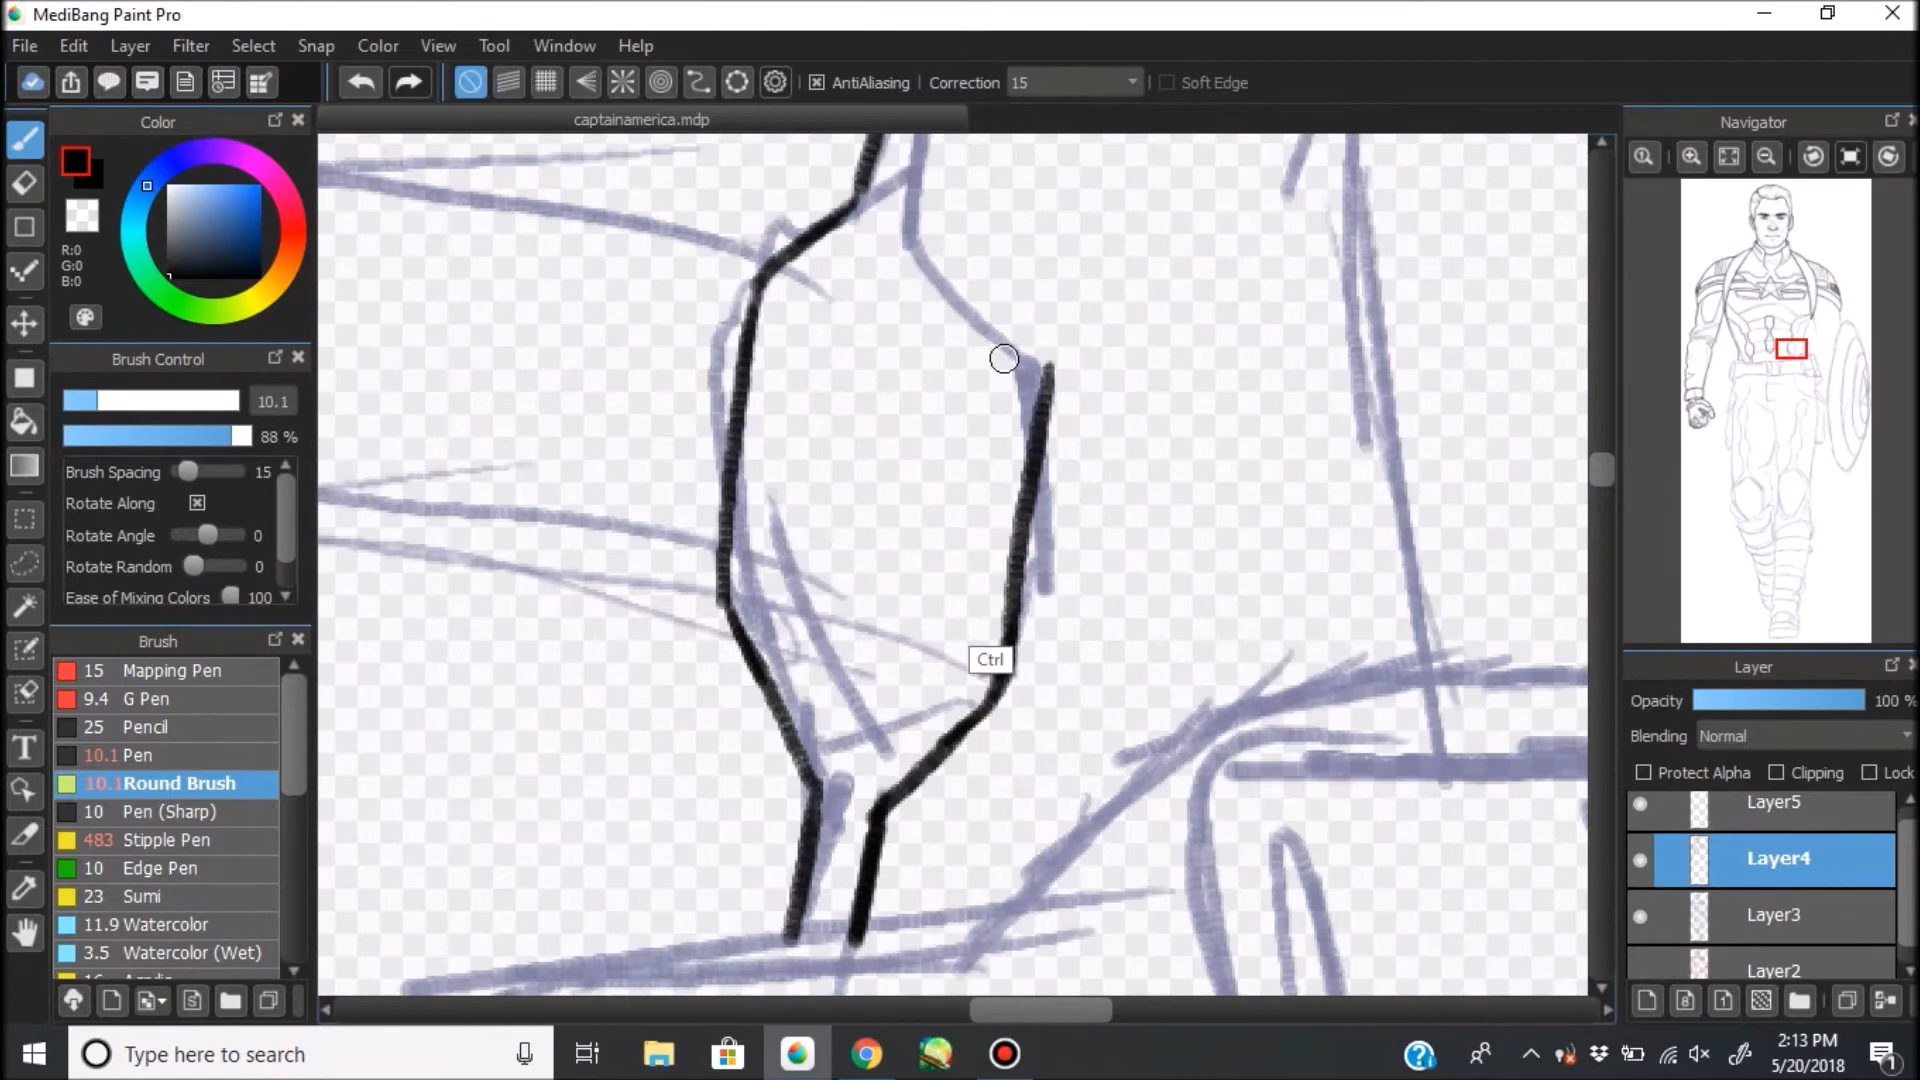 MediBang Paint Pro
File Edit Layer Filter Select Snap Color View Tool Window Help
AntiAliasing Correction 15 Soft Edge
Color
captainamerica.mdp
Navigator
R:0
G:0
B:0
Brush Control
10.1
88 %
Brush Spacing 15
Rotate Along
Rotate Angle 0
Rotate Random 0
Ease of Mixing Colors 100
Ctrl
Brush
15 Mapping Pen
9.4 G Pen
25 Pencil
10.1 Pen
10.1 Round Brush
10 Pen (Sharp)
483 Stipple Pen
10 Edge Pen
23 Sumi
11.9 Watercolor
3.5 Watercolor (Wet)
Layer
Opacity 100 %
Blending Normal
Protect Alpha Clipping Lock
Layer5
Layer4
Layer3
Layer2
Type here to search
2:13 PM
5/20/2018
1